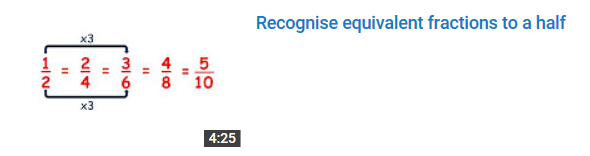 Recognise equivalent fractions to a half
x3
1/2 = 2/4 = 3/6 = 4/8 = 5/10
x3
4:25